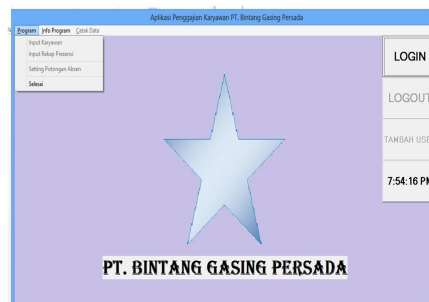 Aplikasi Penggajian Karyawan PT. Bintang Gasing Persada
Program Info Program Cetak Data
Input Karyawan
Input Rekap Presensi
Setting Potongan Absen
Selesai
LOGIN
LOGOUT
TAMBAH USE
7:54:16 PM
PT. BINTANG GASING PERSADA